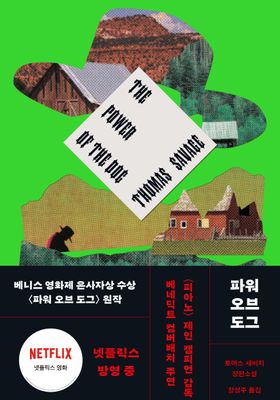 THE
POWER
OF THE DOG
THOMAS SAVAGE
베니스 영화제 은사자상 수상
〈파워 오브 도그〉 원작
NETFLIX
넷플릭스 영화
넷플릭스
방영 중
〈피아노〉 제인 캠피언 감독
베네딕트 컴버배치 주연
파워
오브
도그
토머스 새비지
장편소설
장성주 옮김